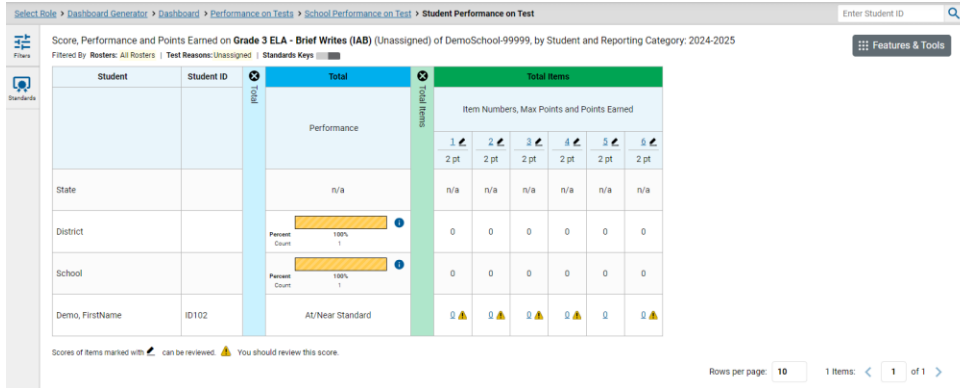 Select Role > Dashboard Generator > Dashboard > Performance on Tests > School Performance on Test > Student Performance on Test
Enter Student ID
Filters
Standards
Score, Performance and Points Earned on Grade 3 ELA - Brief Writes (IAB) (Unassigned) of DemoSchool-99999, by Student and Reporting Category: 2024-2025
Features & Tools
Filtered By Rosters: All Rosters | Test Reasons: Unassigned | Standards Keys
Student Student ID Total Total Total Items Total Items
Performance
Item Numbers, Max Points and Points Earned
1 2 3 4 5 6
2 pt 2 pt 2 pt 2 pt 2 pt 2 pt
State n/a n/a n/a n/a n/a n/a n/a
District Percent 100% Count 1 0 0 0 0 0 0
School Percent 100% Count 1 0 0 0 0 0 0
Demo, FirstName ID102 At/Near Standard 0 0 0 0 0 0
Scores of items marked with can be reviewed. You should review this score.
Rows per page: 10 1 Items: < 1 of 1 >